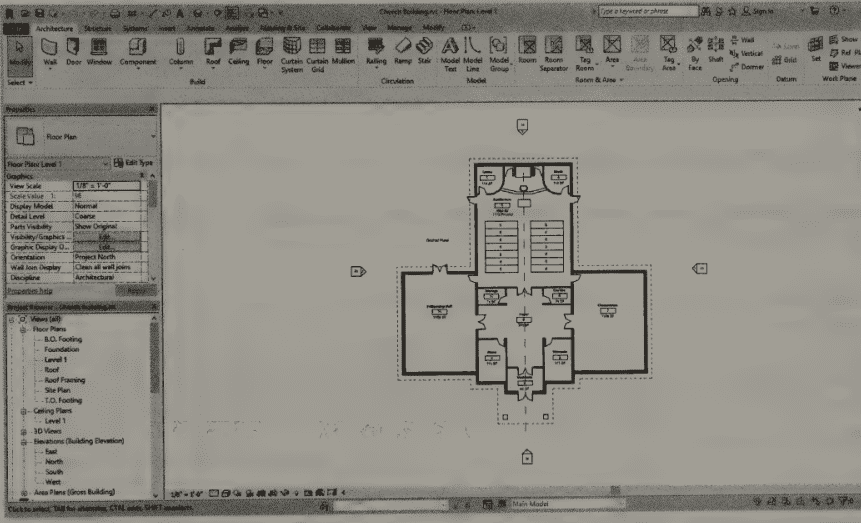 Church Building.rvt - Floor Plan: Level 1
Type a keyword or phrase
Sign In
Architecture Structure Systems Insert Annotate Analyze Massing & Site Collaborate View Manage Modify
Modify Wall Door Window Component Column Roof Ceiling Floor Curtain System Curtain Grid Mullion Railing Ramp Stair Model Text Model Line Model Group Room Room Separator Tag Room Area Area Boundary Tag Area By Face Shaft Wall Vertical Dormer Level Grid Set Show Ref Viewer
Select Build Circulation Model Room & Area Opening Datum Work Plane
Properties
Floor Plan
Floor Plan: Level 1 Edit Type
Graphics
View Scale 1/8" = 1'-0"
Scale Value 1: 96
Display Model Normal
Detail Level Coarse
Parts Visibility Show Original
Visibility/Graphics ... Edit...
Graphic Display O... Edit...
Orientation Project North
Wall Join Display Clean all wall joins
Discipline Architectural
Properties help Apply
Project Browser - Church Building.rvt
Views (all)
Floor Plans
B.O. Footing
Foundation
Level 1
Roof
Roof Framing
Site Plan
T.O. Footing
Ceiling Plans
Level 1
3D Views
Elevations (Building Elevation)
East
North
South
West
Area Plans (Gross Building)
1/8" = 1'-0"
Click to select, TAB for alternates, CTRL adds, SHIFT unselects.
Main Model